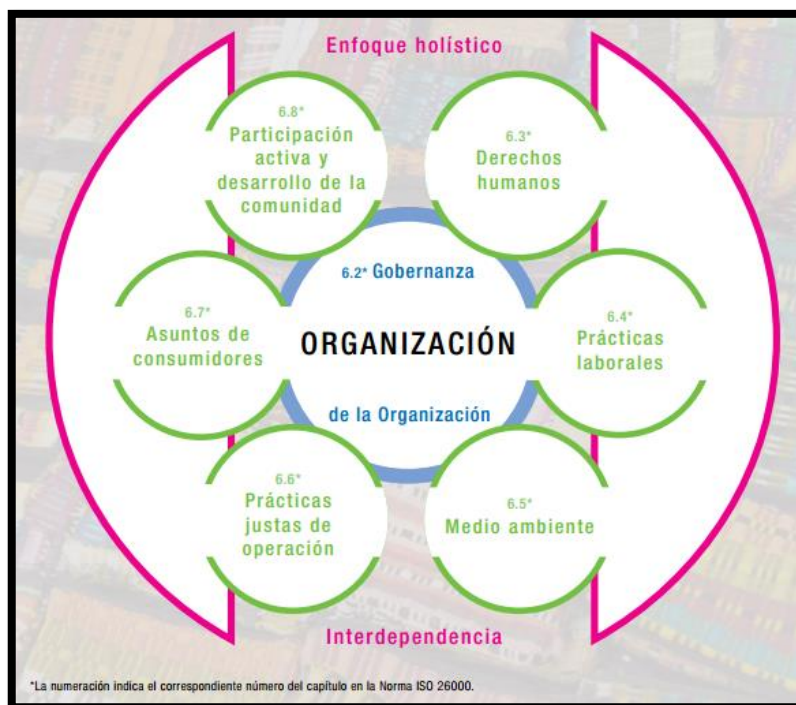 Enfoque holístico
6.8*
Participación
activa y
desarrollo de la
comunidad
6.3*
Derechos
humanos
6.2* Gobernanza
6.7*
Asuntos de
consumidores
ORGANIZACIÓN
6.4*
Prácticas
laborales
de la Organización
6.6*
Prácticas
justas de
operación
6.5*
Medio ambiente
Interdependencia
*La numeración indica el correspondiente número del capítulo en la Norma ISO 26000.